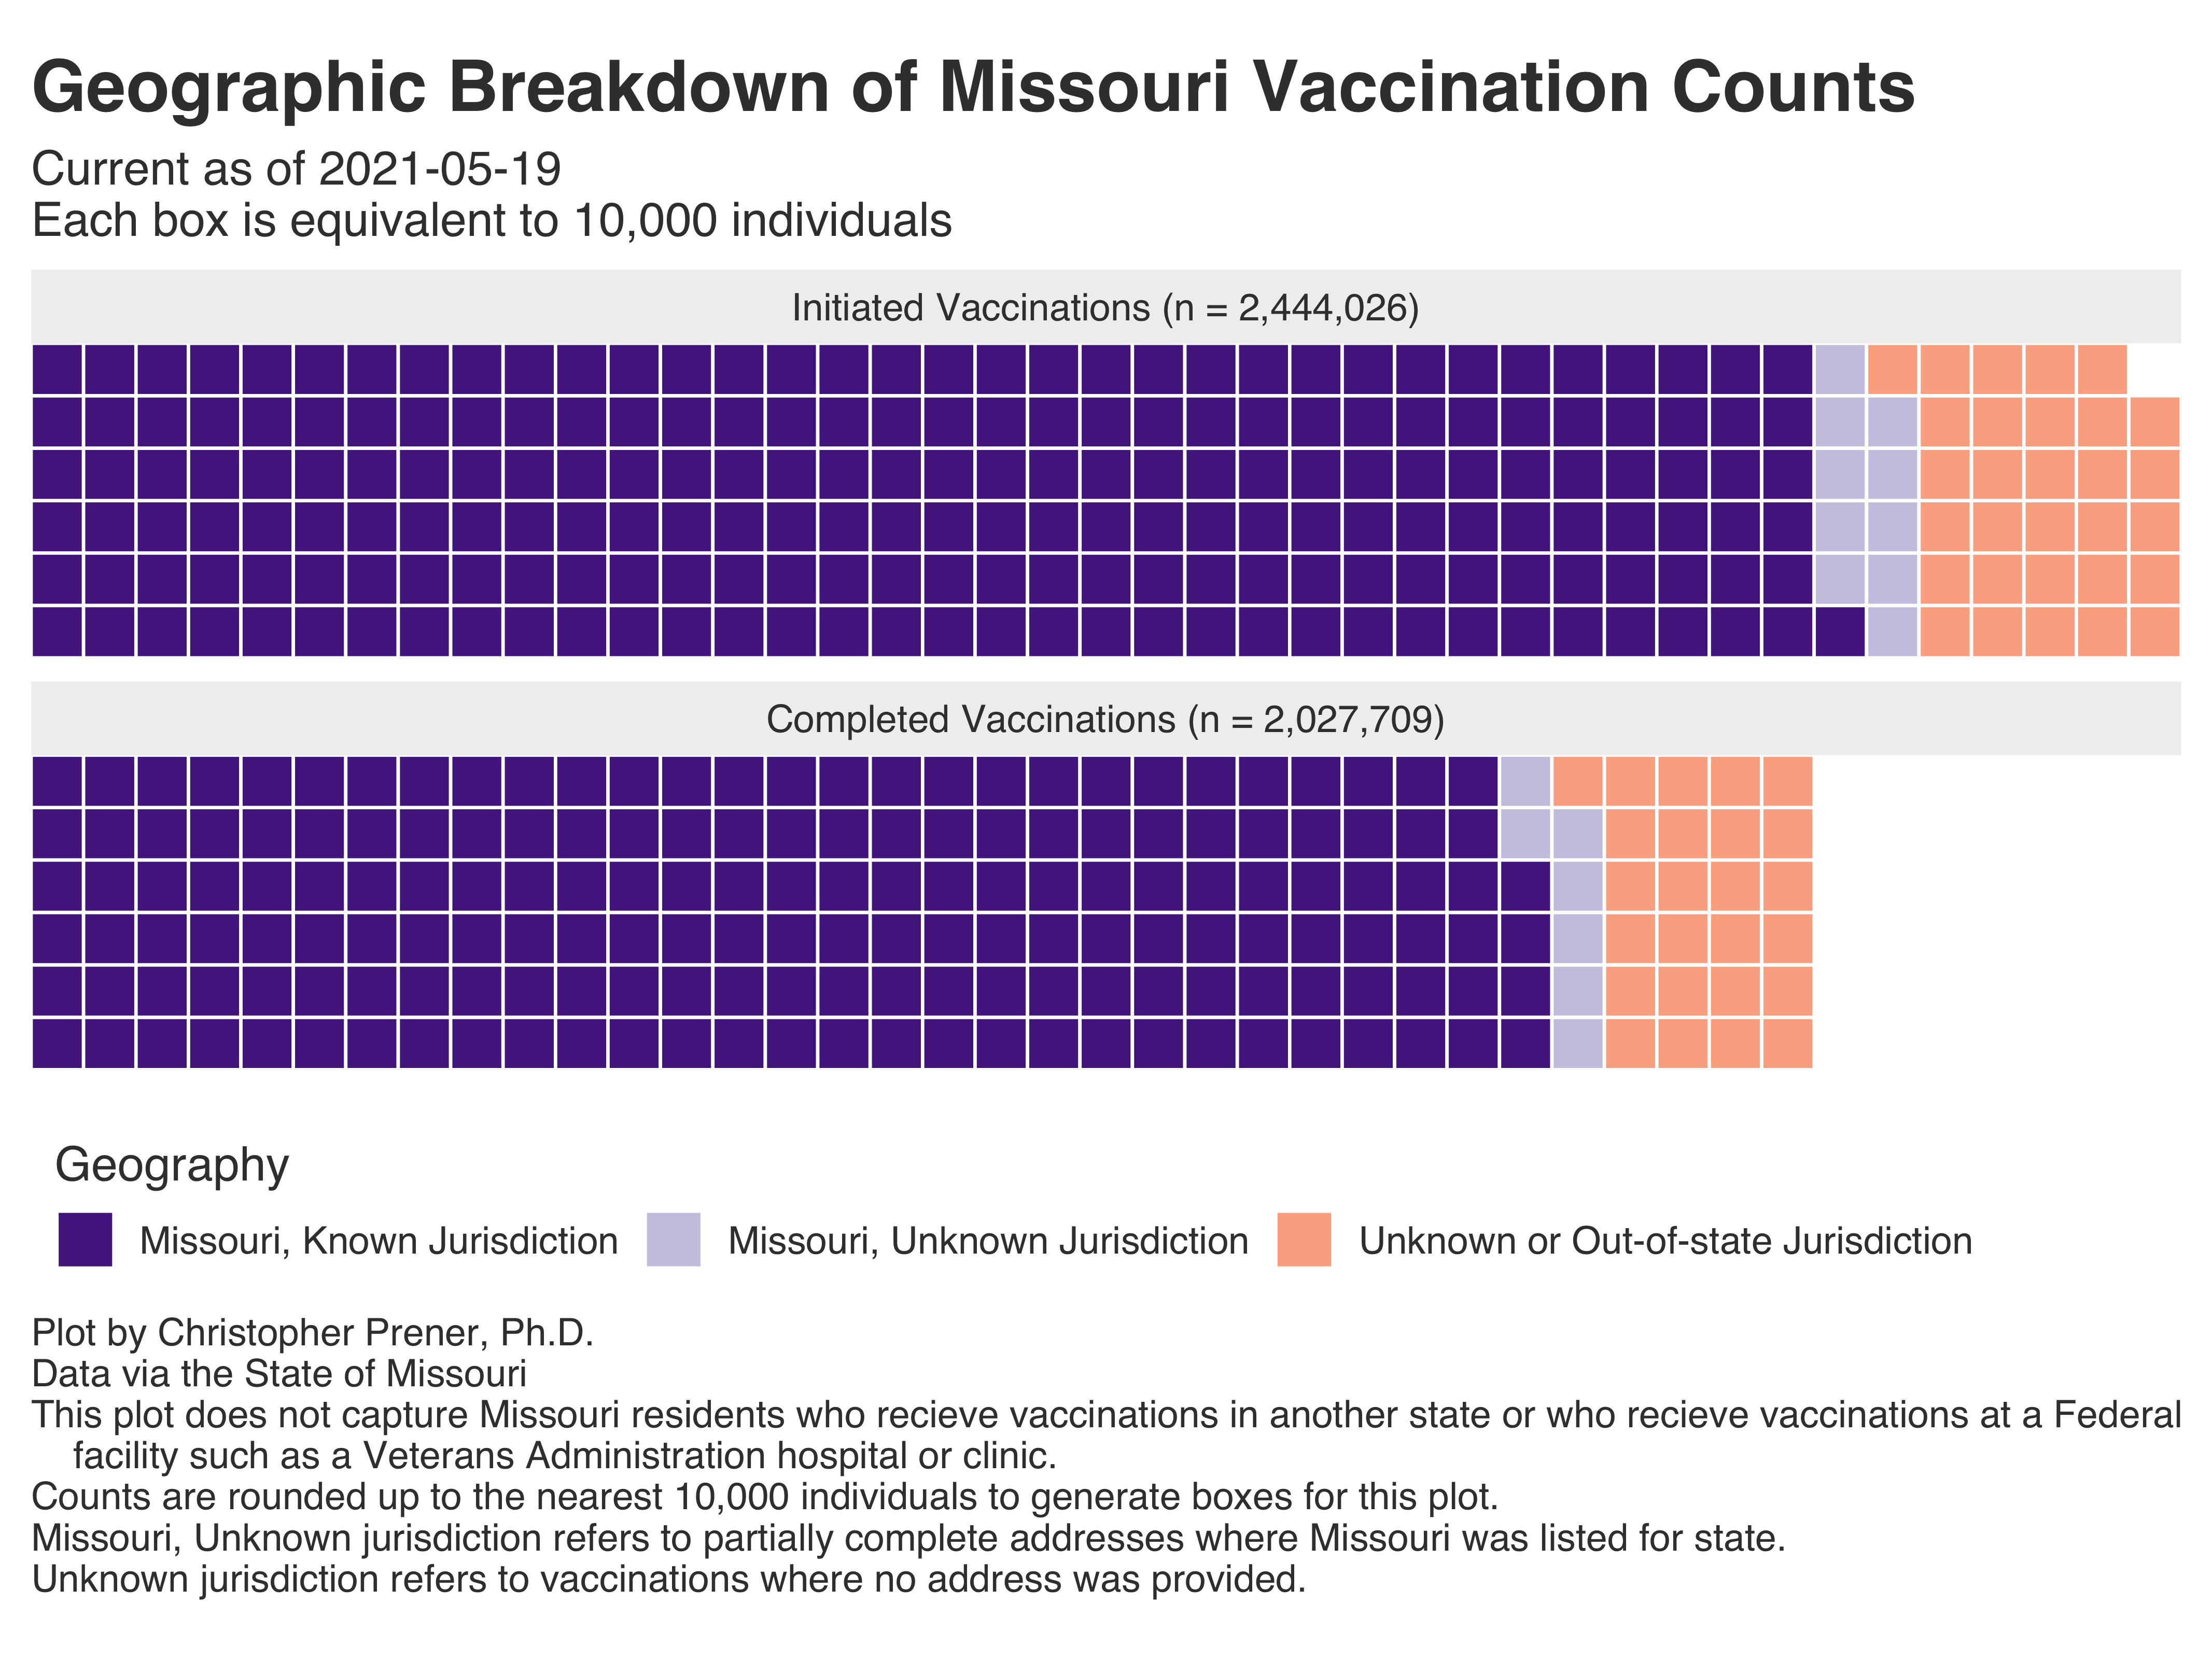 Geographic Breakdown of Missouri Vaccination Counts
Current as of 2021-05-19
Each box is equivalent to 10,000 individuals
Initiated Vaccinations (n = 2,444,026)
Completed Vaccinations (n = 2,027,709)
Geography
Missouri, Known Jurisdiction
Missouri, Unknown Jurisdiction
Unknown or Out-of-state Jurisdiction
Plot by Christopher Prener, Ph.D.
Data via the State of Missouri
This plot does not capture Missouri residents who recieve vaccinations in another state or who recieve vaccinations at a Federal
facility such as a Veterans Administration hospital or clinic.
Counts are rounded up to the nearest 10,000 individuals to generate boxes for this plot.
Missouri, Unknown jurisdiction refers to partially complete addresses where Missouri was listed for state.
Unknown jurisdiction refers to vaccinations where no address was provided.